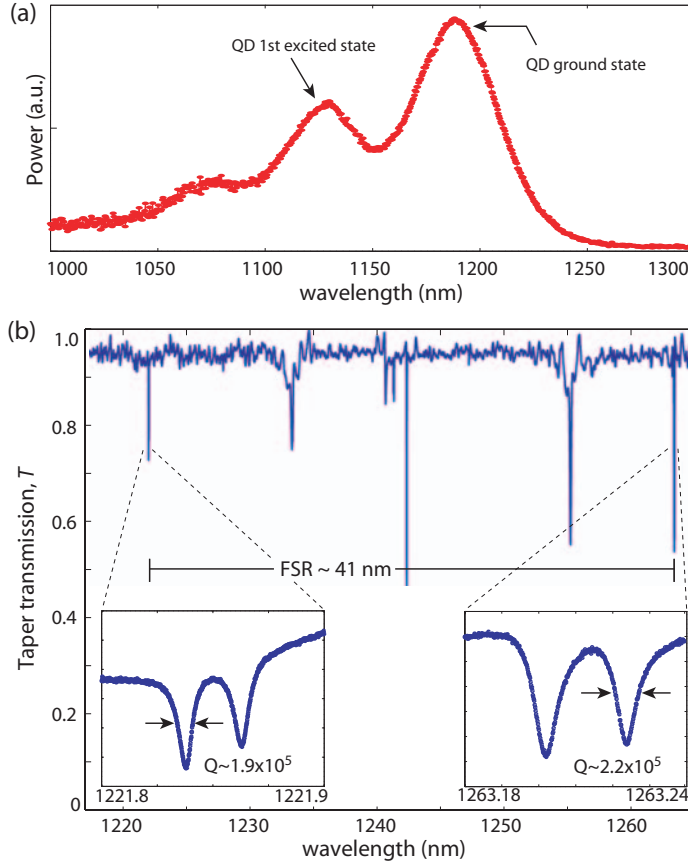 (a)
QD 1st excited state
QD ground state
Power (a.u.)
1000 1050 1100 1150 1200 1250 1300
wavelength (nm)
(b)
1.0
0.8
0.6
0.4
0.2
0
Taper transmission, T
FSR ~ 41 nm
Q~1.9x10⁵
1221.8 1221.9
Q~2.2x10⁵
1263.18 1263.24
1220 1230 1240 1250 1260
wavelength (nm)